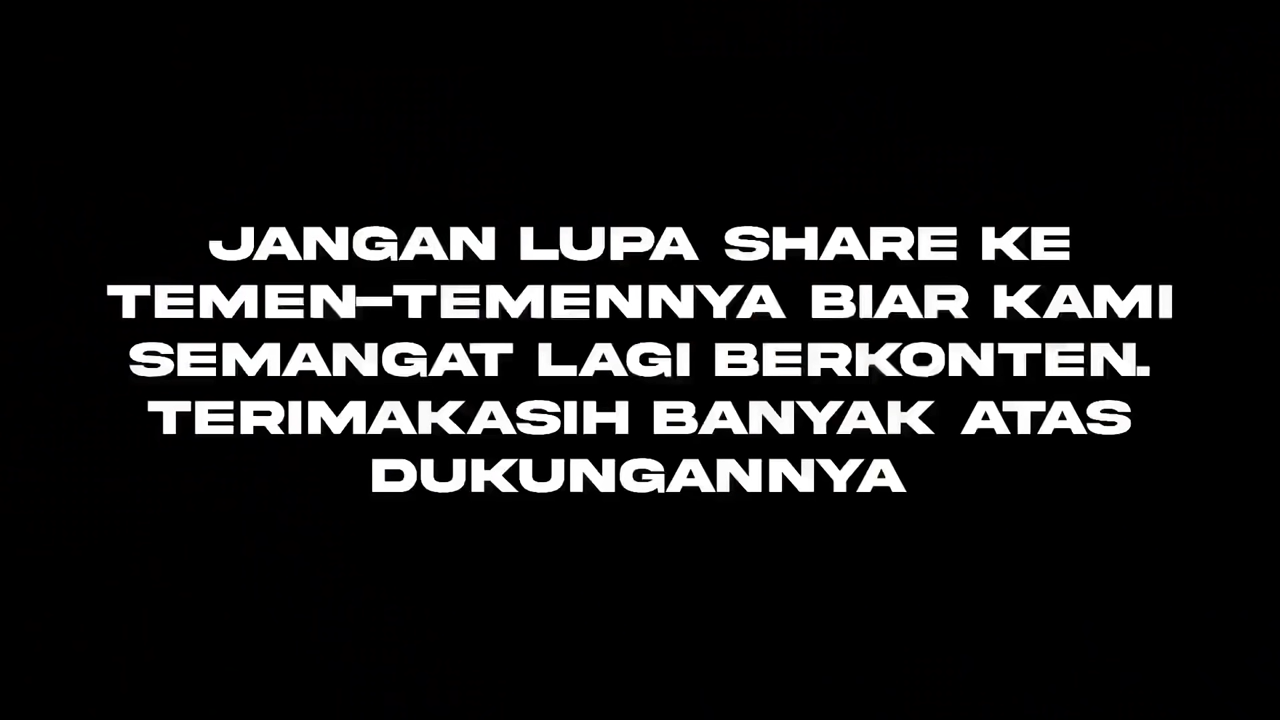 JANGAN LUPA SHARE KE
TEMEN-TEMENNYA BIAR KAMI
SEMANGAT LAGI BERKONTEN.
TERIMAKASIH BANYAK ATAS
DUKUNGANNYA